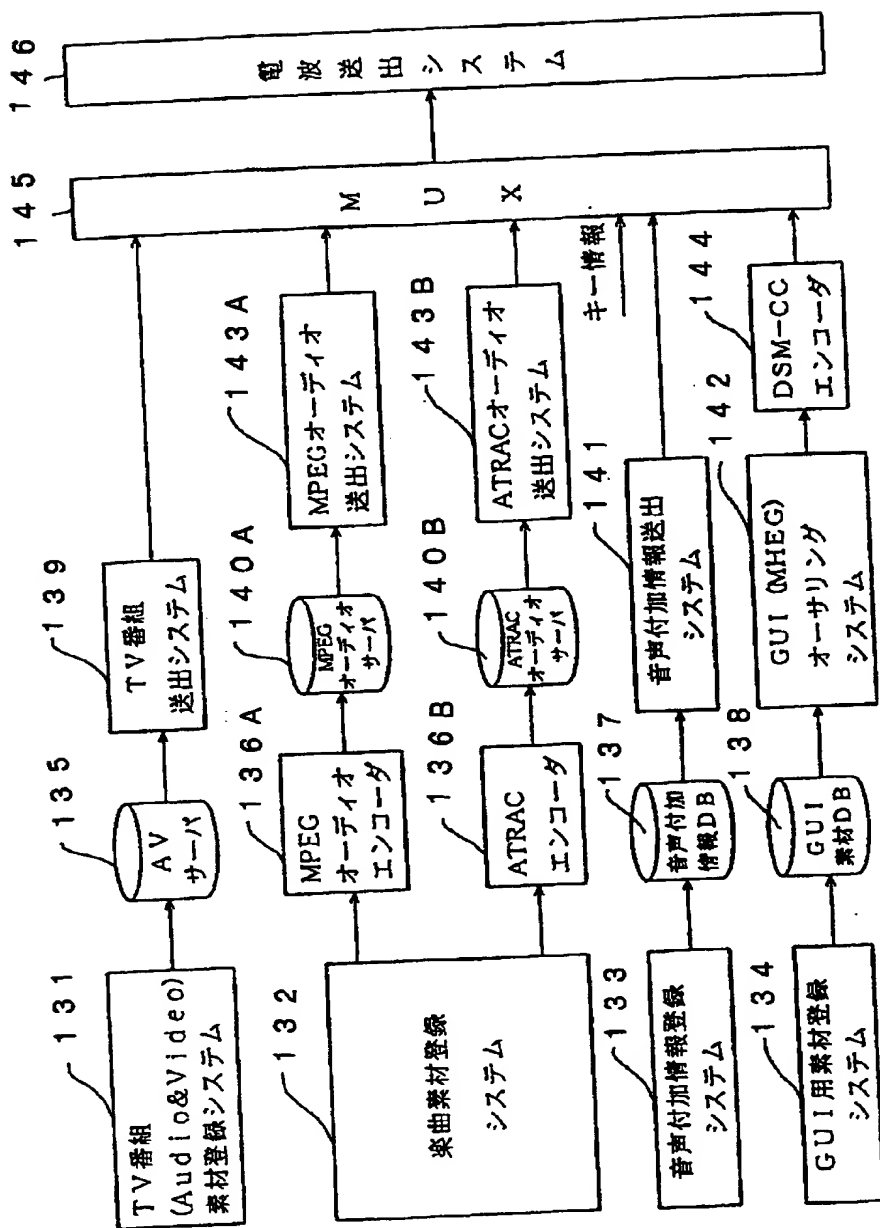 131
TV番組
(Audio&Video)
素材登録システム
135
AV
サーバ
139
TV番組
送出システム
132
楽曲素材登録
システム
136A
MPEG
オーディオ
エンコーダ
140A
MPEG
オーディオ
サーバ
143A
MPEGオーディオ
送出システム
136B
ATRAC
エンコーダ
140B
ATRAC
オーディオ
サーバ
143B
ATRACオーディオ
送出システム
133
音声付加情報登録
システム
137
音声付加
情報DB
141
音声付加情報送出
システム
キー情報
134
GUI用素材登録
システム
138
GUI
素材DB
142
GUI(MHEG)
オーサリング
システム
144
DSM-CC
エンコーダ
145
MUX
146
電波送出システム